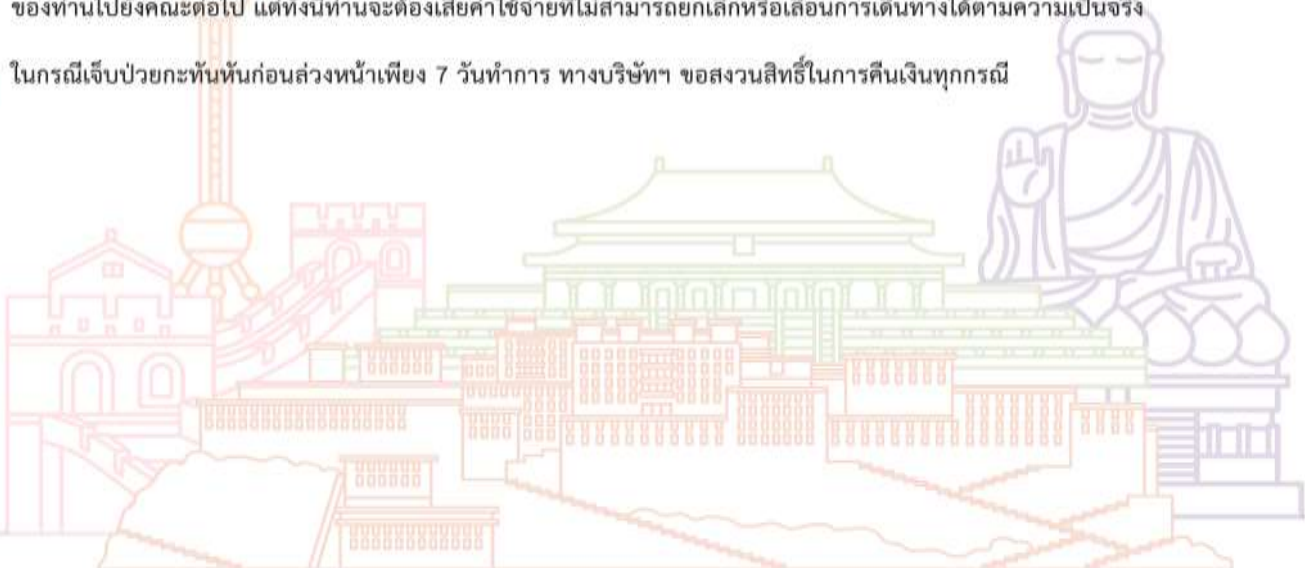 ของท่านไปยังคณะต่อไป แต่ทั้งนี้ท่านจะต้องเสียค่าใช้จ่ายที่ไม่สามารถยกเลิกหรือเลื่อนการเดินทางได้ตามความเป็นจริง
ในกรณีเจ็บป่วยกะทันหันก่อนล่วงหน้าเพียง 7 วันทำการ ทางบริษัทฯ ขอสงวนสิทธิ์ในการคืนเงินทุกกรณี